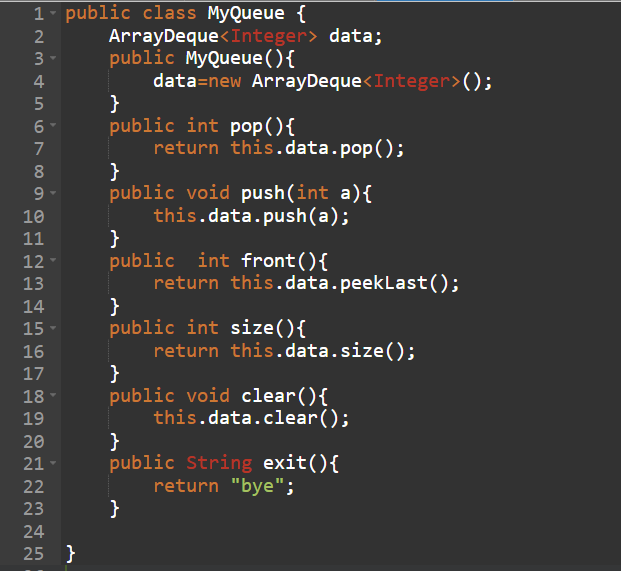 1 public class MyQueue {
2     ArrayDeque<Integer> data;
3     public MyQueue(){
4         data=new ArrayDeque<Integer>();
5     }
6     public int pop(){
7         return this.data.pop();
8     }
9     public void push(int a){
10         this.data.push(a);
11     }
12     public  int front(){
13         return this.data.peekLast();
14     }
15     public int size(){
16         return this.data.size();
17     }
18     public void clear(){
19         this.data.clear();
20     }
21     public String exit(){
22         return "bye";
23     }
24
25 }